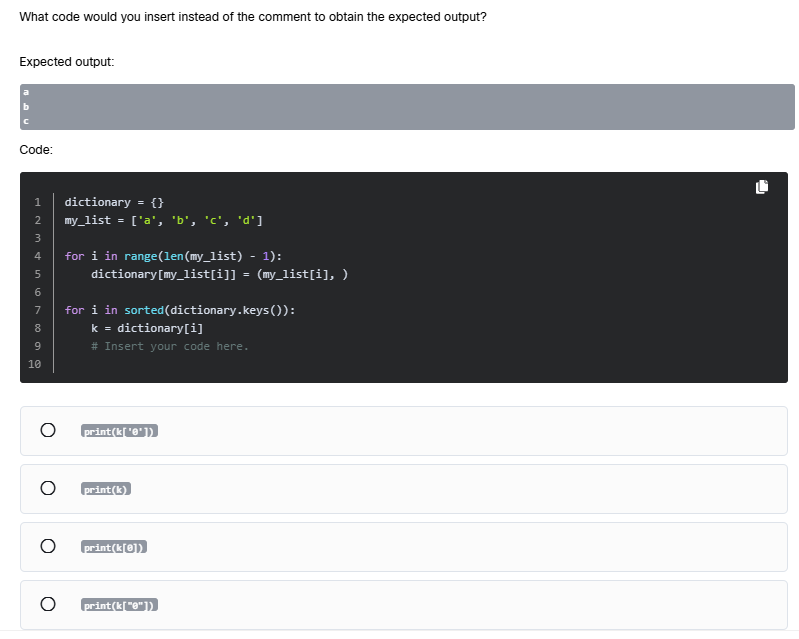 What code would you insert instead of the comment to obtain the expected output?
Expected output:
a
b
c
Code:
1 dictionary = {}
2 my_list = ['a', 'b', 'c', 'd']
3
4 for i in range(len(my_list) - 1):
5     dictionary[my_list[i]] = (my_list[i], )
6
7 for i in sorted(dictionary.keys()):
8     k = dictionary[i]
9     # Insert your code here.
10
print(k['0'])
print(k)
print(k[0])
print(k["0"])